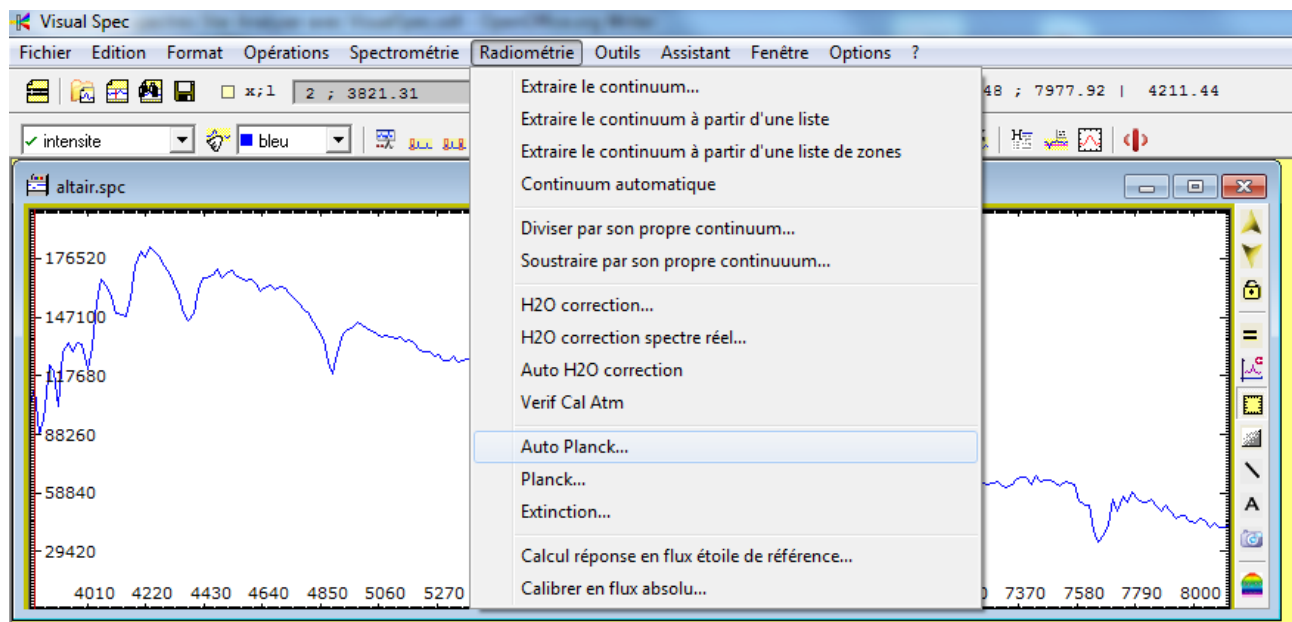 Visual Spec
Fichier Edition Format Opérations Spectrométrie Radiométrie Outils Assistant Fenêtre Options ?
x;l 2 ; 3821.31 48 ; 7977.92 | 4211.44
intensite bleu
altair.spc
Extraire le continuum...
Extraire le continuum à partir d'une liste
Extraire le continuum à partir d'une liste de zones
Continuum automatique
Diviser par son propre continuum...
Soustraire par son propre continuuum...
H2O correction...
H2O correction spectre réel...
Auto H2O correction
Verif Cal Atm
Auto Planck...
Planck...
Extinction...
Calcul réponse en flux étoile de référence...
Calibrer en flux absolu...
176520
147100
117680
88260
58840
29420
4010 4220 4430 4640 4850 5060 5270 7370 7580 7790 8000
A